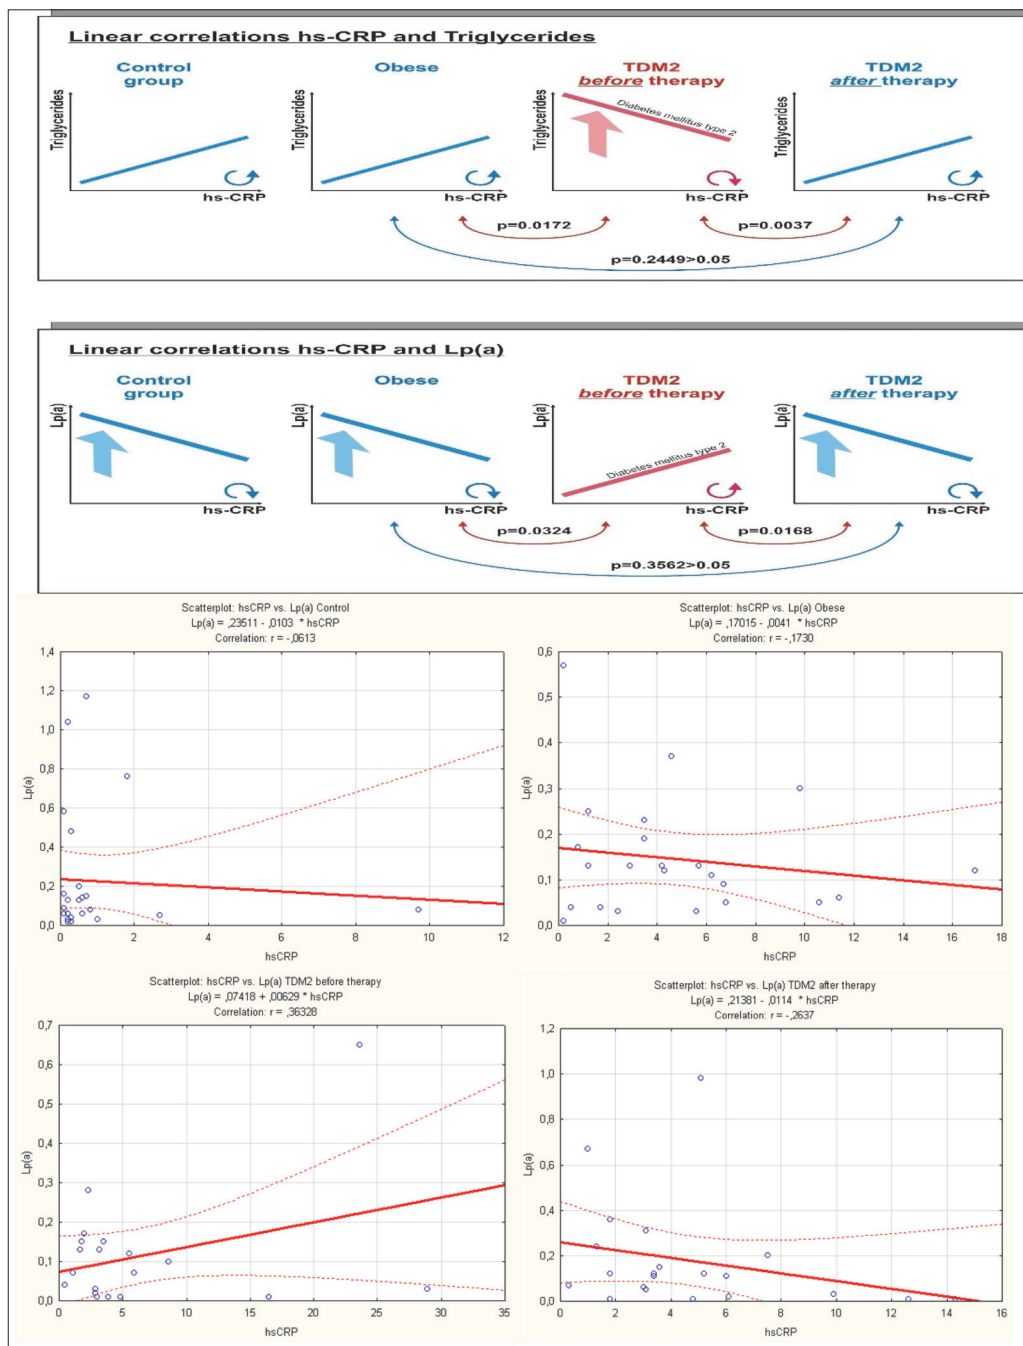 Linear correlations hs-CRP and Triglycerides
Control group
Obese
TDM2 before therapy
TDM2 after therapy
Triglycerides
hs-CRP
Triglycerides
hs-CRP
Triglycerides
Diabetes mellitus type 2
hs-CRP
Triglycerides
hs-CRP
p=0.0172
p=0.0037
p=0.2449>0.05
Linear correlations hs-CRP and Lp(a)
Control group
Obese
TDM2 before therapy
TDM2 after therapy
Lp(a)
hs-CRP
Lp(a)
hs-CRP
Lp(a)
Diabetes mellitus type 2
hs-CRP
Lp(a)
hs-CRP
p=0.0324
p=0.0168
p=0.3562>0.05
Scatterplot: hsCRP vs. Lp(a) Control
Lp(a) = ,23511 - ,0103 * hsCRP
Correlation: r = -,0613
1,4
1,2
1,0
0,8
0,6
0,4
0,2
0,0
Lp(a)
0 2 4 6 8 10 12
hsCRP
Scatterplot: hsCRP vs. Lp(a) Obese
Lp(a) = ,17015 - ,0041 * hsCRP
Correlation: r = -,1730
0,6
0,5
0,4
0,3
0,2
0,1
0,0
Lp(a)
0 2 4 6 8 10 12 14 16 18
hsCRP
Scatterplot: hsCRP vs. Lp(a) TDM2 before therapy
Lp(a) = ,07418 + ,00629 * hsCRP
Correlation: r = ,36328
0,7
0,6
0,5
0,4
0,3
0,2
0,1
0,0
Lp(a)
0 5 10 15 20 25 30 35
hsCRP
Scatterplot: hsCRP vs. Lp(a) TDM2 after therapy
Lp(a) = ,21381 - ,0114 * hsCRP
Correlation: r = -,2637
1,2
1,0
0,8
0,6
0,4
0,2
0,0
Lp(a)
0 2 4 6 8 10 12 14 16
hsCRP